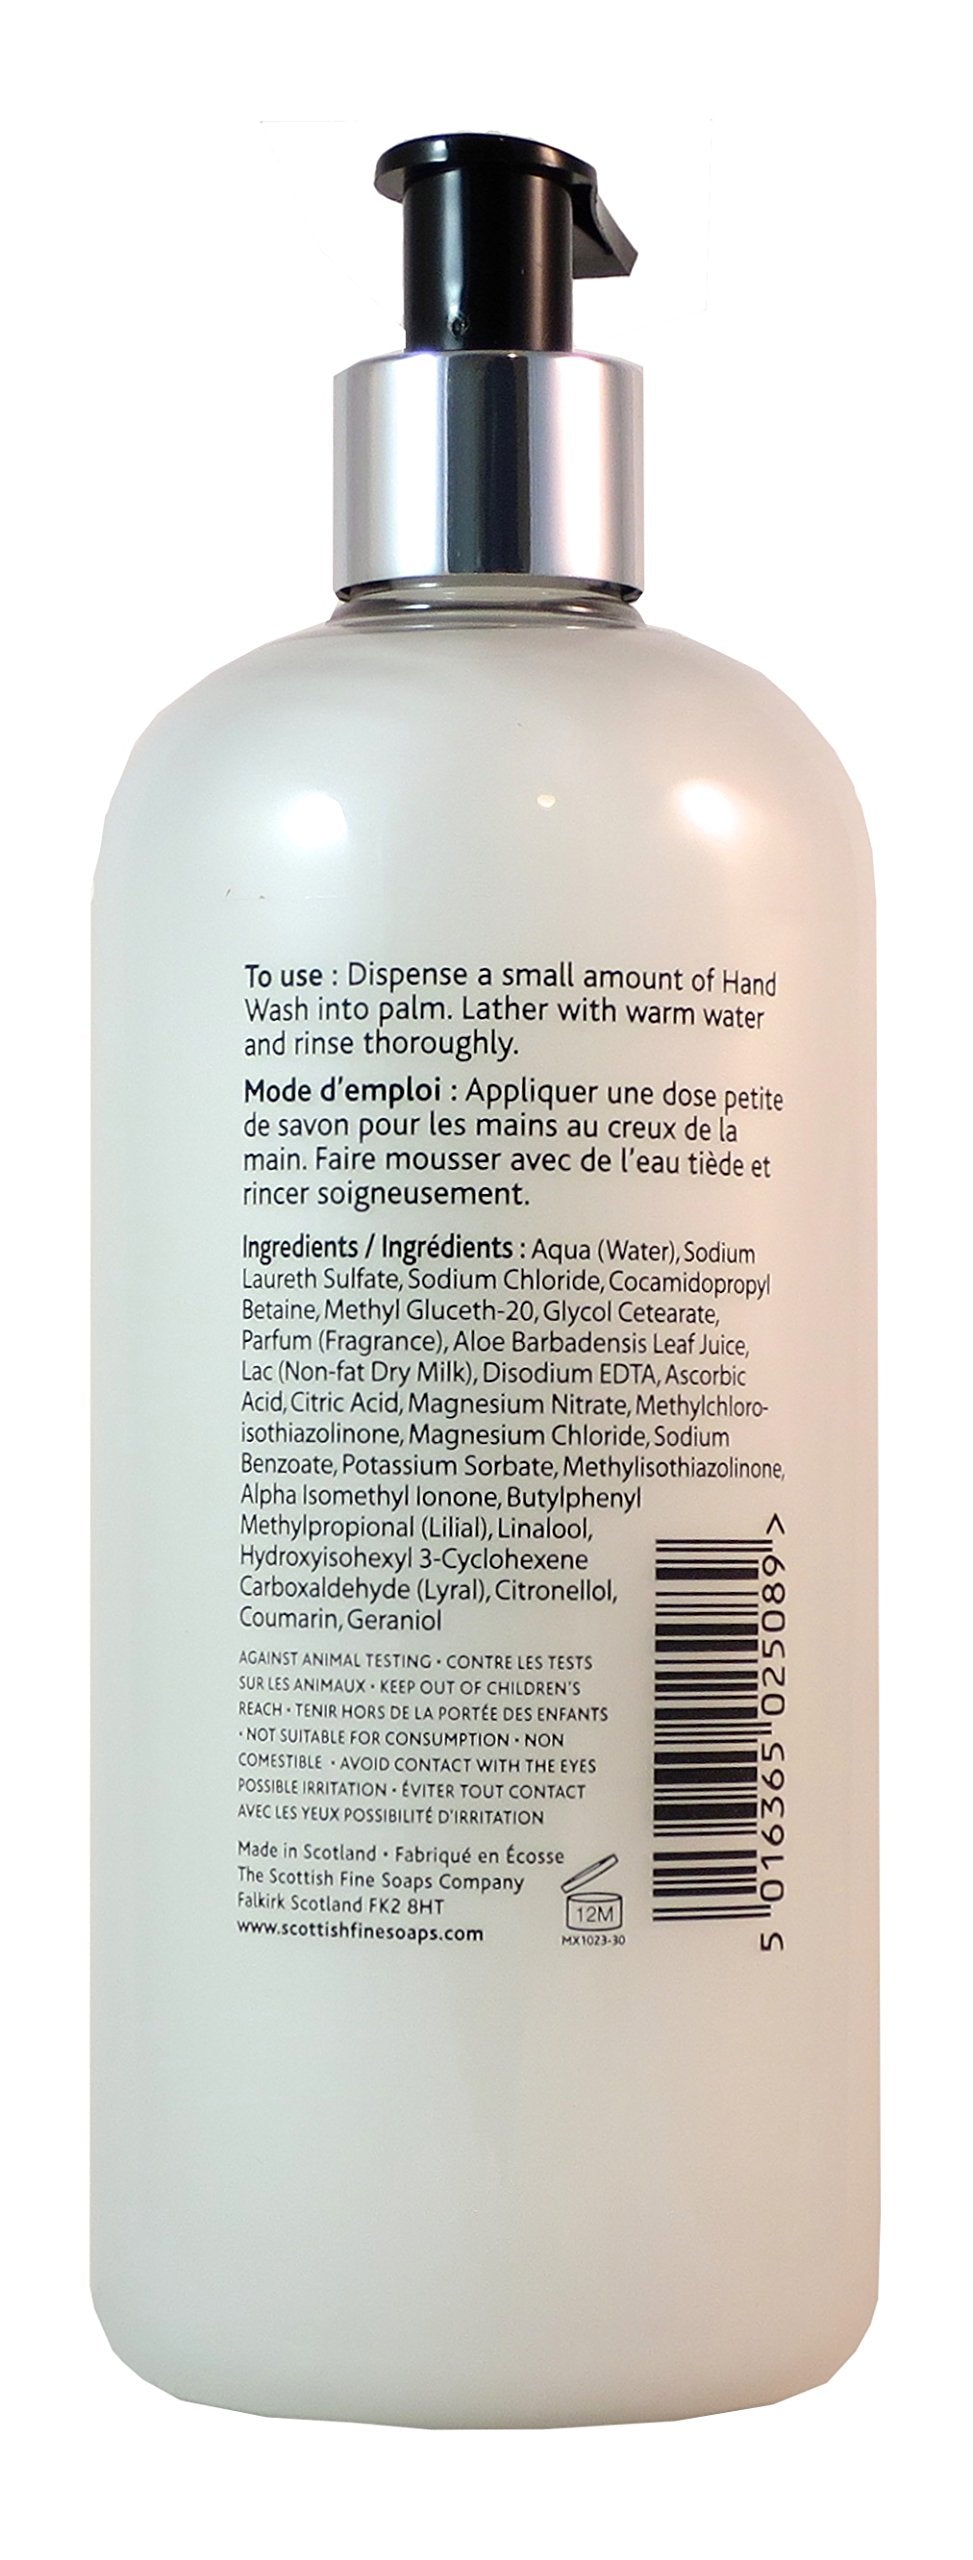 To use : Dispense a small amount of Hand
Wash into palm. Lather with warm water
and rinse thoroughly.
Mode d'emploi : Appliquer une dose petite
de savon pour les mains au creux de la
main. Faire mousser avec de l'eau tiède et
rincer soigneusement.
Ingredients / Ingrédients : Aqua (Water), Sodium
Laureth Sulfate, Sodium Chloride, Cocamidopropyl
Betaine, Methyl Gluceth-20, Glycol Cetearate,
Parfum (Fragrance), Aloe Barbadensis Leaf Juice,
Lac (Non-fat Dry Milk), Disodium EDTA, Ascorbic
Acid, Citric Acid, Magnesium Nitrate, Methylchloro-
isothiazolinone, Magnesium Chloride, Sodium
Benzoate, Potassium Sorbate, Methylisothiazolinone,
Alpha Isomethyl Ionone, Butylphenyl
Methylpropional (Lilial), Linalool,
Hydroxyisohexyl 3-Cyclohexene
Carboxaldehyde (Lyral), Citronellol,
Coumarin, Geraniol
AGAINST ANIMAL TESTING • CONTRE LES TESTS
SUR LES ANIMAUX • KEEP OUT OF CHILDREN'S
REACH • TENIR HORS DE LA PORTÉE DES ENFANTS
• NOT SUITABLE FOR CONSUMPTION • NON
COMESTIBLE • AVOID CONTACT WITH THE EYES
POSSIBLE IRRITATION • ÉVITER TOUT CONTACT
AVEC LES YEUX POSSIBILITÉ D'IRRITATION
Made in Scotland • Fabriqué en Écosse
The Scottish Fine Soaps Company
Falkirk Scotland FK2 8HT
www.scottishfinesoaps.com
12M
MX1023-30
5 016365 025089 >